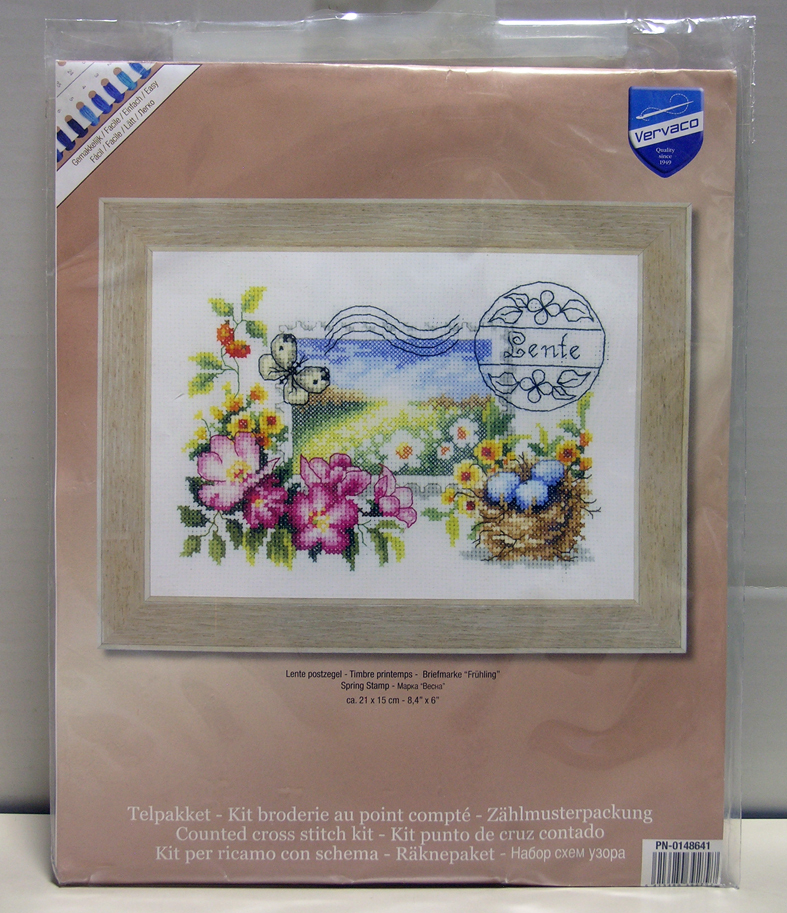 Gemakkelijk / Facile / Einfach / Easy
Fácil / Facile / Lätt / Легко
Vervaco
Quality
since
1949
Lente
Lente postzegel - Timbre printemps - Briefmarke "Frühling"
Spring Stamp - Марка "Весна"
ca. 21 x 15 cm - 8,4" x 6"
Telpakket - Kit broderie au point compté - Zählmusterpackung
Counted cross stitch kit - Kit punto de cruz contado
Kit per ricamo con schema - Räknepaket - Набор схем узора
PN-0148641